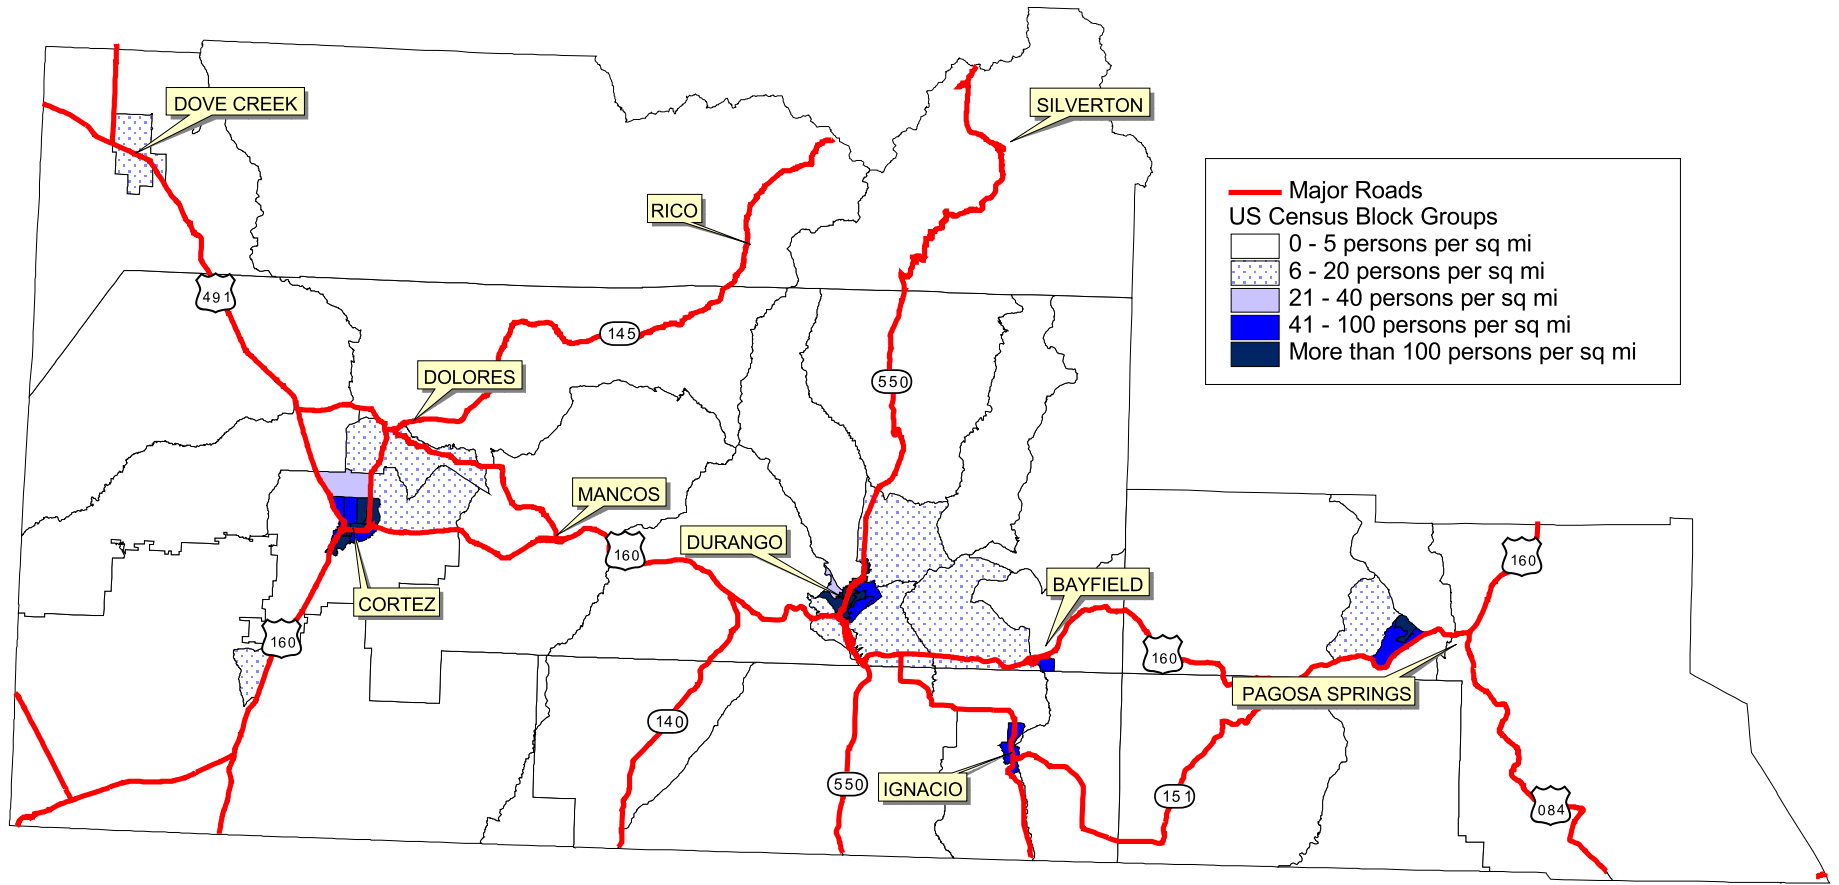 DOVE CREEK
SILVERTON
RICO
Major Roads
US Census Block Groups
0 - 5 persons per sq mi
6 - 20 persons per sq mi
21 - 40 persons per sq mi
41 - 100 persons per sq mi
More than 100 persons per sq mi
491
145
DOLORES
550
MANCOS
DURANGO
160
160
BAYFIELD
CORTEZ
160
160
PAGOSA SPRINGS
140
550
IGNACIO
151
084